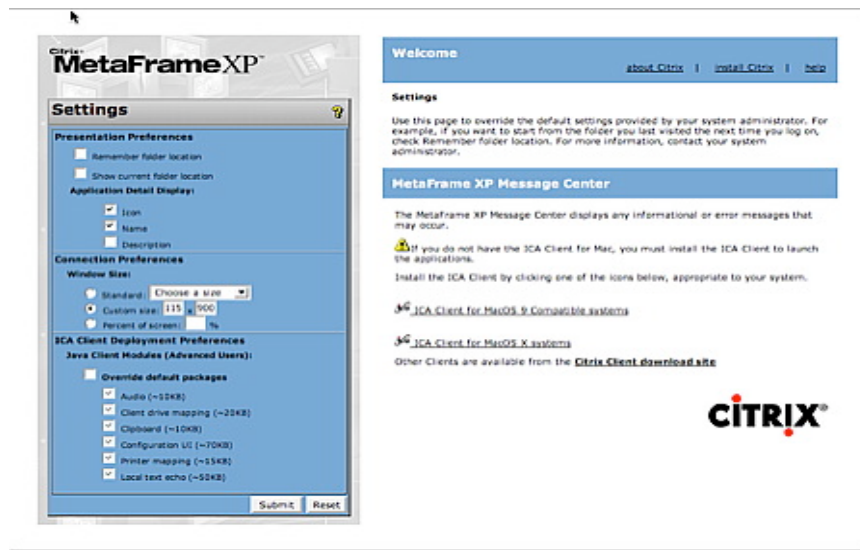 Citrix
MetaFrame XP™
Settings
?
Presentation Preferences
Remember folder location
Show current folder location
Application Detail Display:
Icon
Name
Description
Connection Preferences
Window Size:
Standard: Choose a size
Custom size: 115 x 900
Percent of screen: %
ICA Client Deployment Preferences
Java Client Modules (Advanced Users):
Override default packages
Audio (~10KB)
Client drive mapping (~20KB)
Clipboard (~10KB)
Configuration UI (~70KB)
Printer mapping (~15KB)
Local text echo (~50KB)
Submit Reset
Welcome
about Citrix | install Citrix | help
Settings
Use this page to override the default settings provided by your system administrator. For
example, if you want to start from the folder you last visited the next time you log on,
check Remember folder location. For more information, contact your system
administrator.
MetaFrame XP Message Center
The MetaFrame XP Message Center displays any informational or error messages that
may occur.
If you do not have the ICA Client for Mac, you must install the ICA Client to launch
the applications.
Install the ICA Client by clicking one of the icons below, appropriate to your system.
ICA Client for MacOS 9 Compatible systems
ICA Client for MacOS X systems
Other Clients are available from the Citrix Client download site
CITRIX®